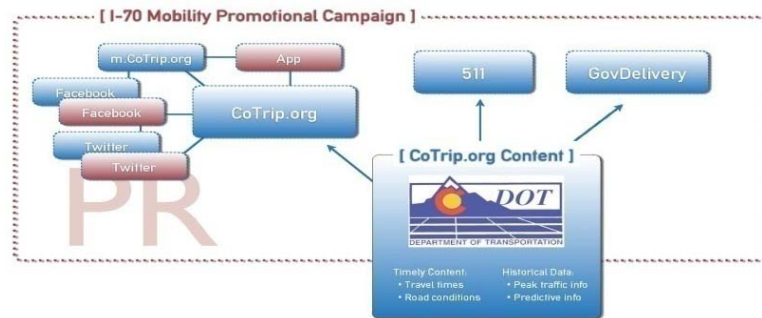 [ I-70 Mobility Promotional Campaign ]
m.CoTrip.org
App
Facebook
Facebook
CoTrip.org
Twitter
Twitter
PR
511
GovDelivery
[ CoTrip.org Content ]
DOT
DEPARTMENT OF TRANSPORTATION
Timely Content:
• Travel times
• Road conditions
Historical Data:
• Peak traffic info
• Predictive info